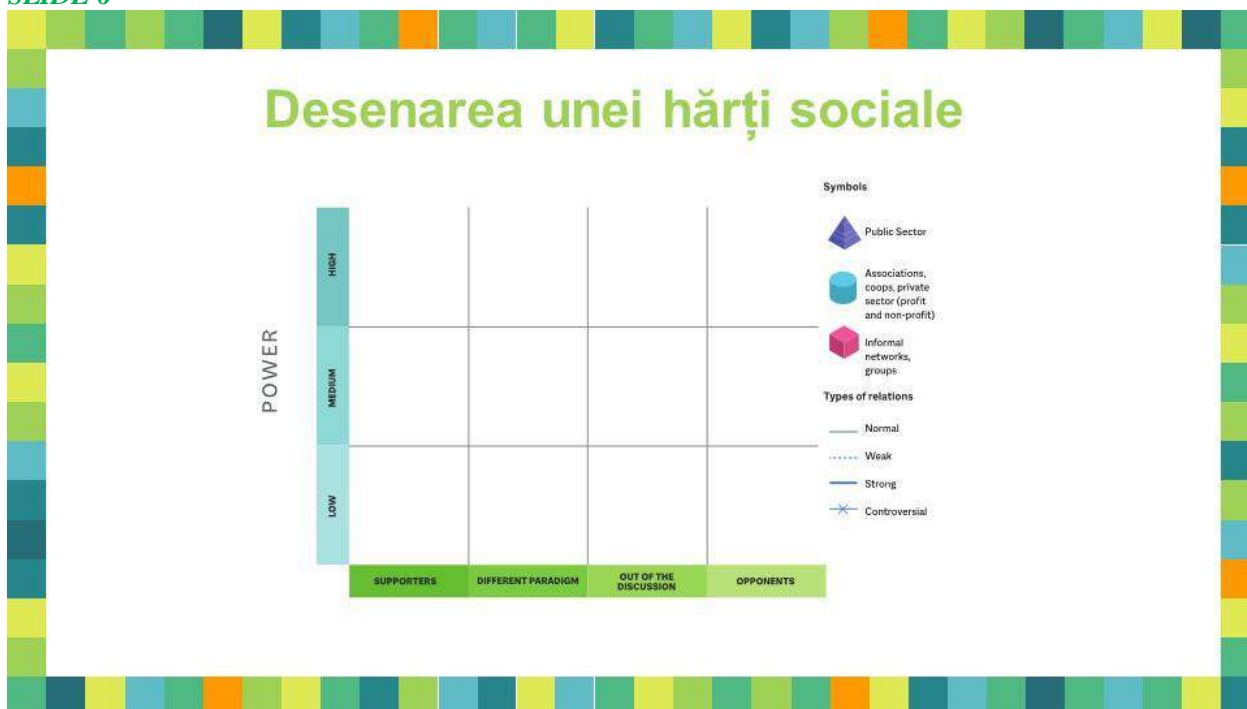 Desenarea unei hărți sociale
Symbols
Public Sector
Associations,
coops, private
sector (profit
and non-profit)
Informal
networks,
groups
Types of relations
Normal
Weak
Strong
Controversial
POWER
HIGH
MEDIUM
LOW
SUPPORTERS
DIFFERENT PARADIGM
OUT OF THE
DISCUSSION
OPPONENTS